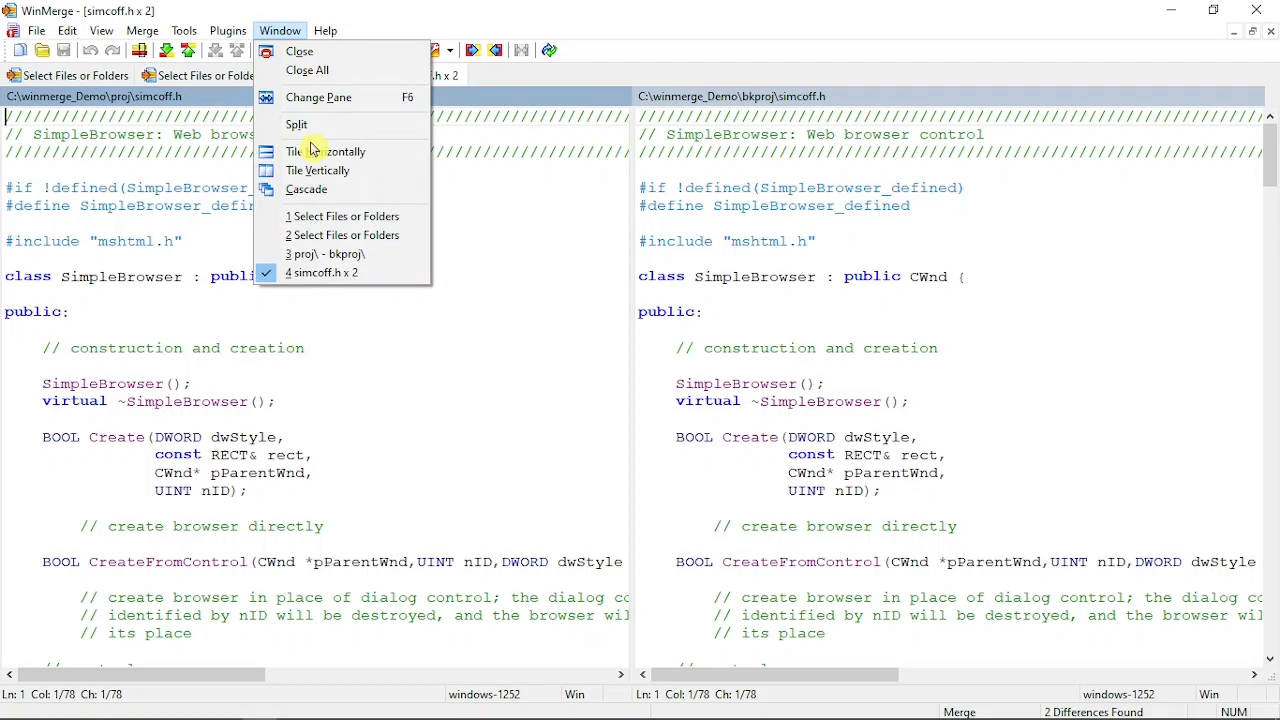 WinMerge - [simcoff.h x 2]
File Edit View Merge Tools Plugins Window Help
Select Files or Folders
Select Files or Folde
.h x 2
Close
Close All
Change Pane F6
Split
Tile Horizontally
Tile Vertically
Cascade
1 Select Files or Folders
2 Select Files or Folders
3 proj\ - bkproj\
4 simcoff.h x 2
C:\winmerge_Demo\proj\simcoff.h
// SimpleBrowser: Web brows
#if !defined(SimpleBrowser_
#define SimpleBrowser_defin
#include "mshtml.h"
class SimpleBrowser : publi
public:
// construction and creation
SimpleBrowser();
virtual ~SimpleBrowser();
BOOL Create(DWORD dwStyle,
const RECT& rect,
CWnd* pParentWnd,
UINT nID);
// create browser directly
BOOL CreateFromControl(CWnd *pParentWnd,UINT nID,DWORD dwStyle
// create browser in place of dialog control; the dialog co
// identified by nID will be destroyed, and the browser wil
// its place
C:\winmerge_Demo\bkproj\simcoff.h
////////////////////////////////////////////////////////////////////
// SimpleBrowser: Web browser control
////////////////////////////////////////////////////////////////////
#if !defined(SimpleBrowser_defined)
#define SimpleBrowser_defined
#include "mshtml.h"
class SimpleBrowser : public CWnd {
public:
// construction and creation
SimpleBrowser();
virtual ~SimpleBrowser();
BOOL Create(DWORD dwStyle,
const RECT& rect,
CWnd* pParentWnd,
UINT nID);
// create browser directly
BOOL CreateFromControl(CWnd *pParentWnd,UINT nID,DWORD dwStyle
// create browser in place of dialog control; the dialog co
// identified by nID will be destroyed, and the browser wil
// its place
Ln: 1 Col: 1/78 Ch: 1/78 windows-1252 Win
Ln: 1 Col: 1/78 Ch: 1/78 windows-1252 Win
Merge 2 Differences Found NUM